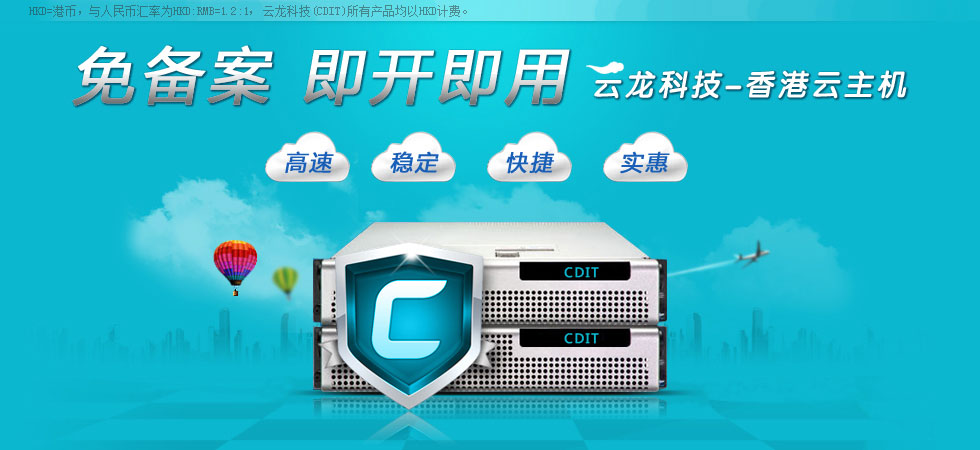 HKD=港币，与人民币汇率为HKD:RMB=1.2:1，云龙科技(CDIT)所有产品均以HKD计费。
免备案 即开即用 云龙科技-香港云主机
高速 稳定 快捷 实惠
CDIT
C
CDIT